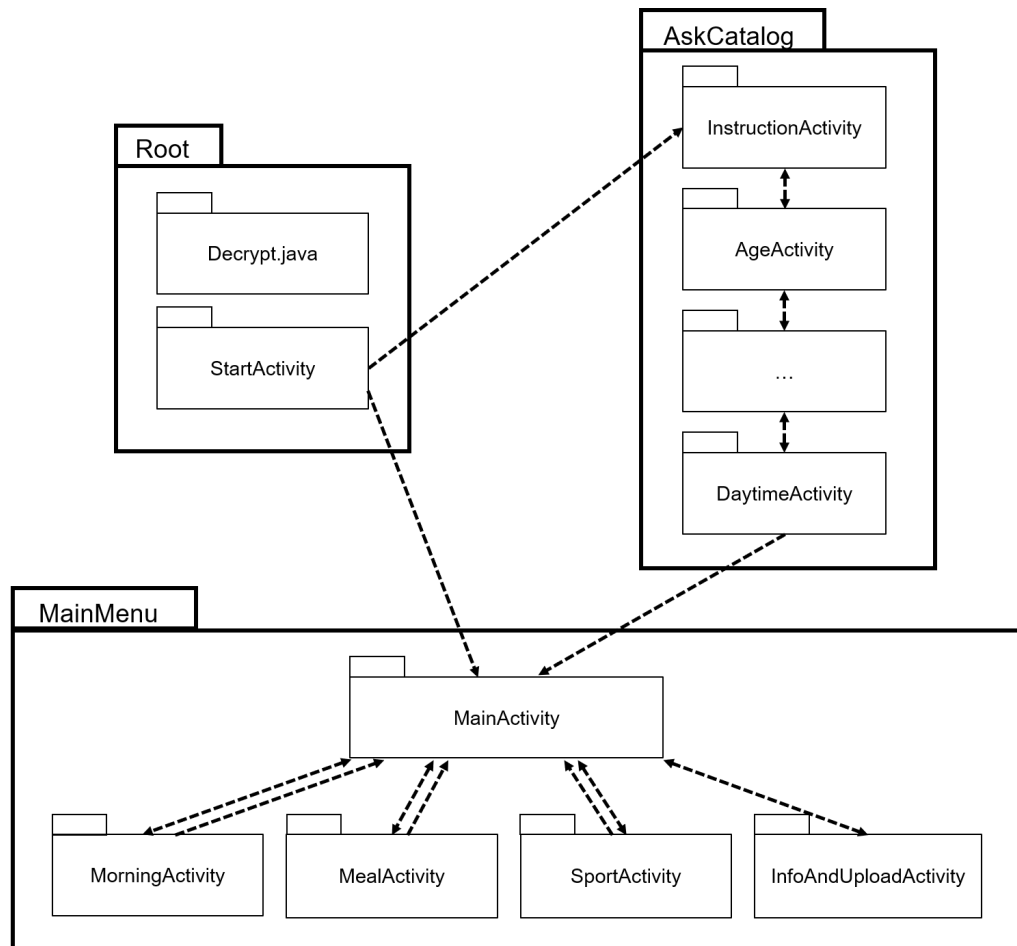 AskCatalog
InstructionActivity
AgeActivity
...
DaytimeActivity
Root
Decrypt.java
StartActivity
MainMenu
MainActivity
MorningActivity
MealActivity
SportActivity
InfoAndUploadActivity